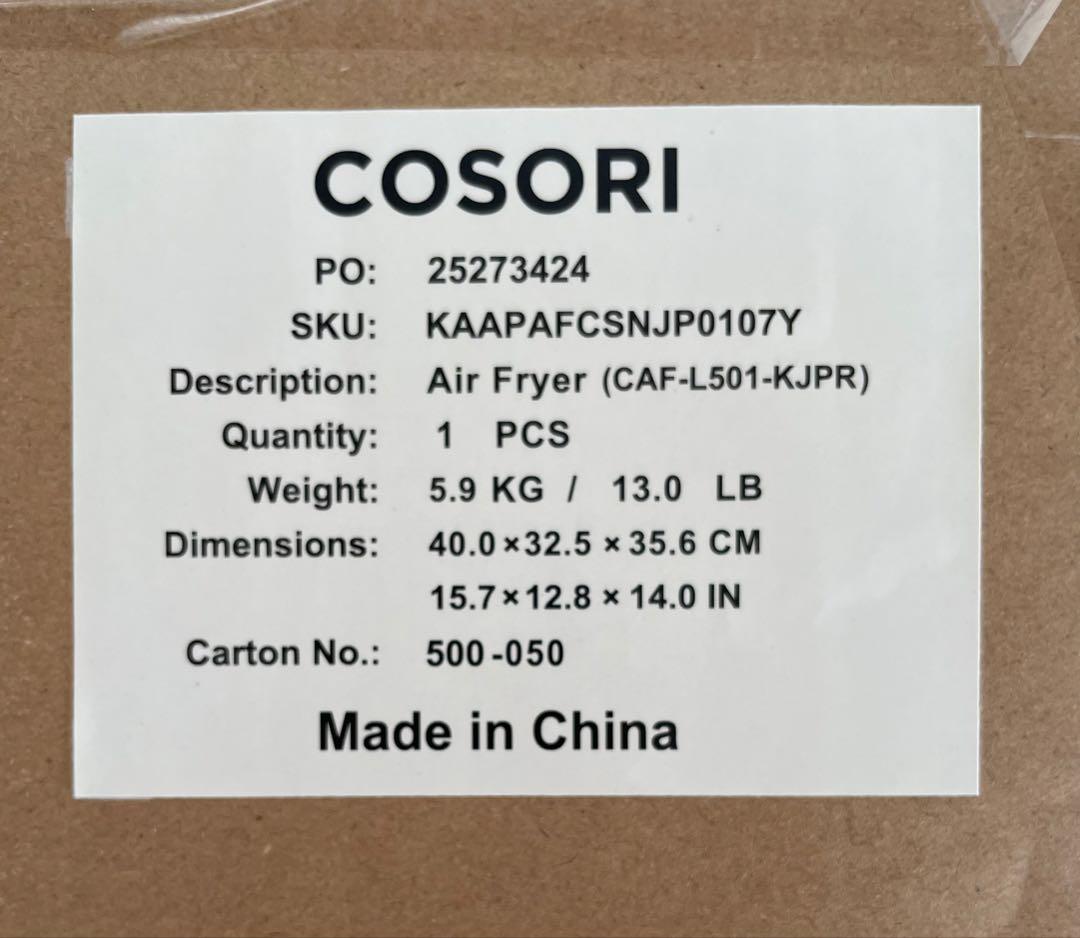 COSORI
PO: 25273424
SKU: KAAPAFCSNJP0107Y
Description: Air Fryer (CAF-L501-KJPR)
Quantity: 1 PCS
Weight: 5.9 KG / 13.0 LB
Dimensions: 40.0×32.5×35.6 CM
15.7×12.8×14.0 IN
Carton No.: 500-050
Made in China